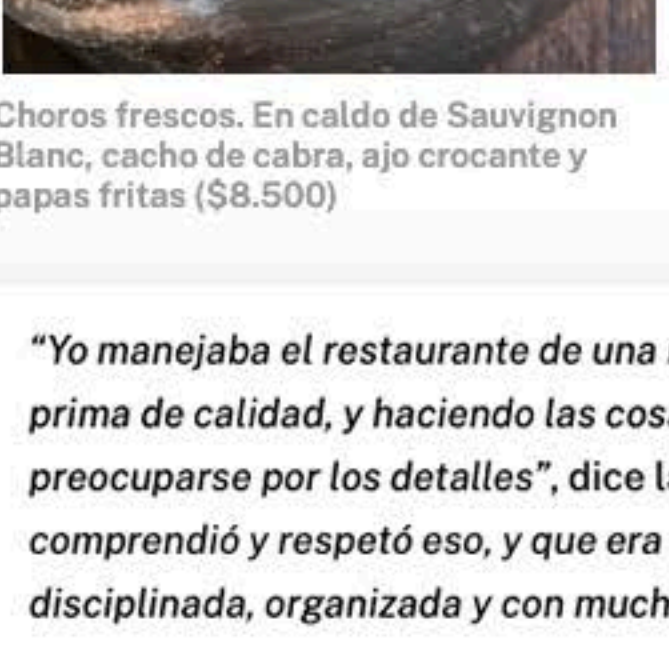 Choros frescos. En caldo de Sauvignon
Blanc, cacho de cabra, ajo crocante y
papas fritas ($8.500)
“Yo manejaba el restaurante de una
prima de calidad, y haciendo las cos
preocuparse por los detalles”, dice l
comprendió y respetó eso, y que era
disciplinada, organizada y con much